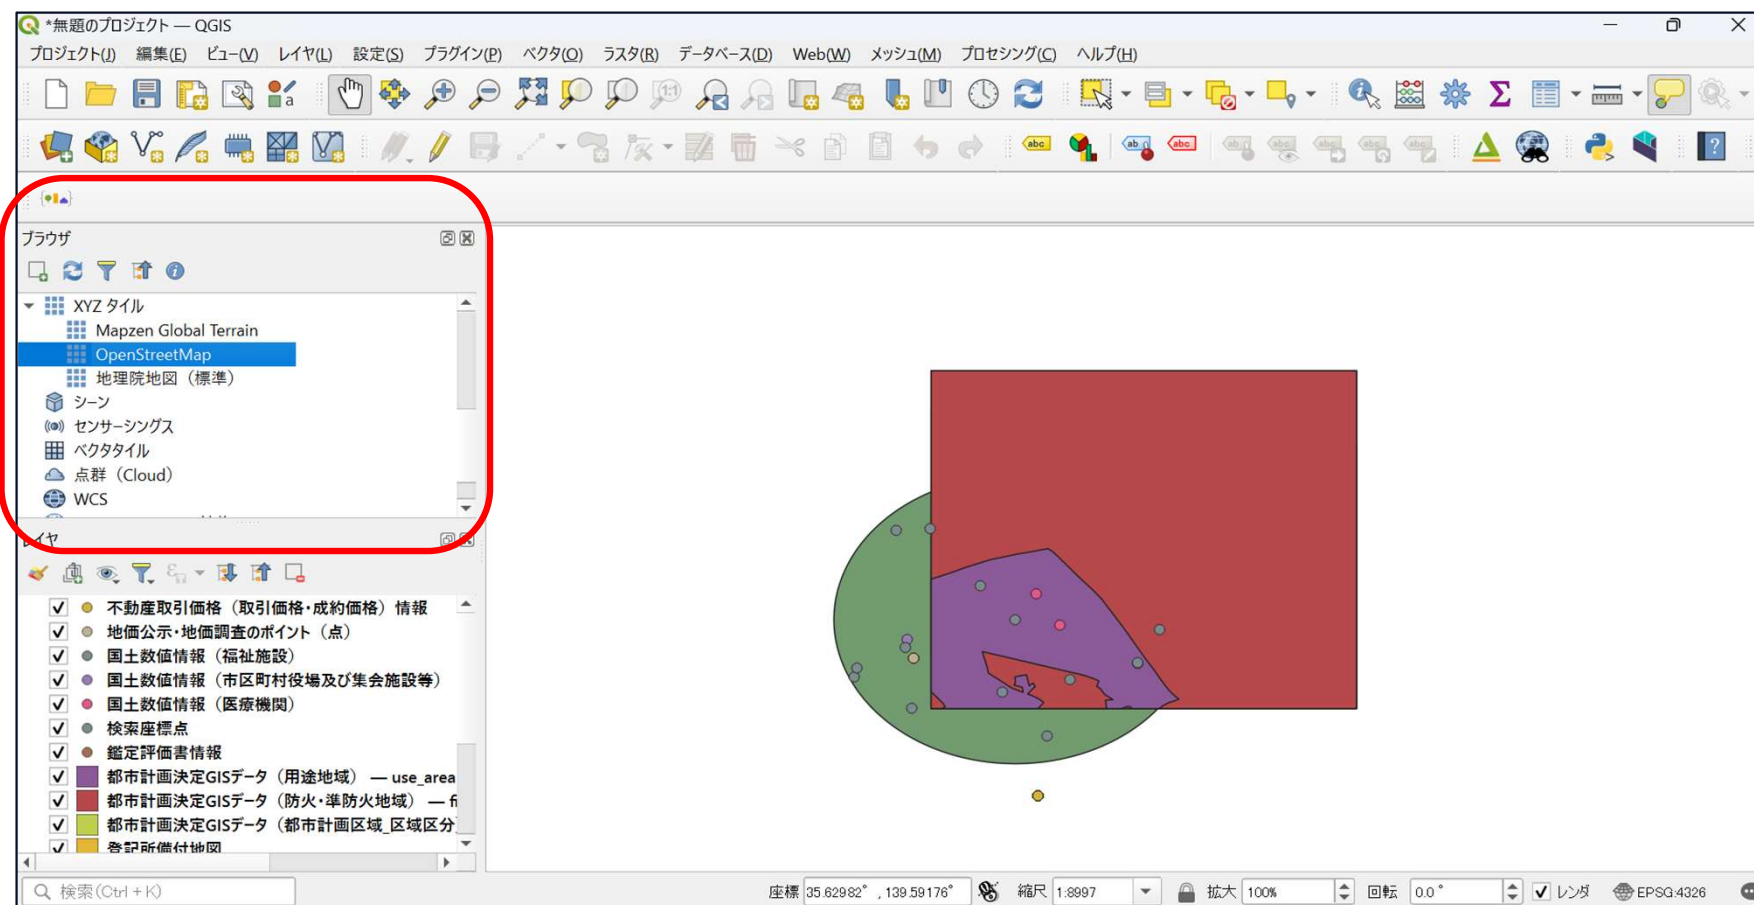 *無題のプロジェクト — QGIS
プロジェクト(J) 編集(E) ビュー(V) レイヤ(L) 設定(S) プラグイン(P) ベクタ(O) ラスタ(R) データベース(D) Web(W) メッシュ(M) プロセシング(C) ヘルプ(H)
ブラウザ
XYZ タイル
Mapzen Global Terrain
OpenStreetMap
地理院地図（標準）
シーン
センサーシングス
ベクタタイル
点群（Cloud）
WCS
レイヤ
不動産取引価格（取引価格・成約価格）情報
地価公示・地価調査のポイント（点）
国土数値情報（福祉施設）
国土数値情報（市区町村役場及び集会施設等）
国土数値情報（医療機関）
検索座標点
鑑定評価書情報
都市計画決定GISデータ（用途地域） — use_area
都市計画決定GISデータ（防火・準防火地域） — fi
都市計画決定GISデータ（都市計画区域_区域区分
登記所備付地図
検索(Ctrl + K) 座標 35.62982° , 139.59176° 縮尺 1:8997 拡大 100% 回転 0.0° レンダ EPSG:4326